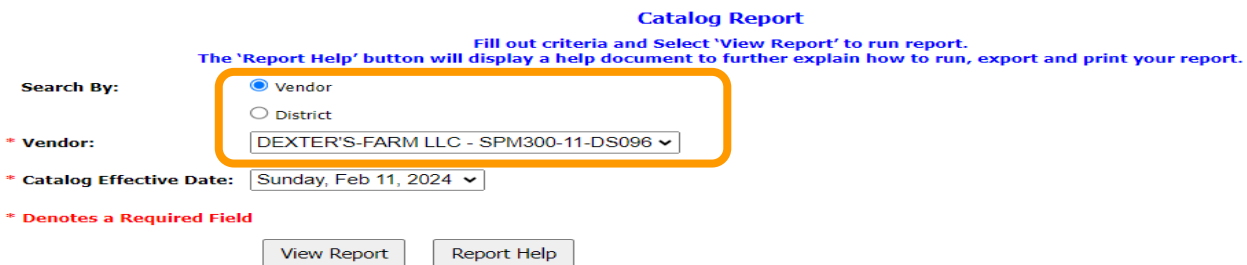 Catalog Report
Fill out criteria and Select ‘View Report’ to run report.
The ‘Report Help’ button will display a help document to further explain how to run, export and print your report.
Search By: Vendor
District
* Vendor: DEXTER'S-FARM LLC - SPM300-11-DS096
* Catalog Effective Date: Sunday, Feb 11, 2024
* Denotes a Required Field
View Report Report Help